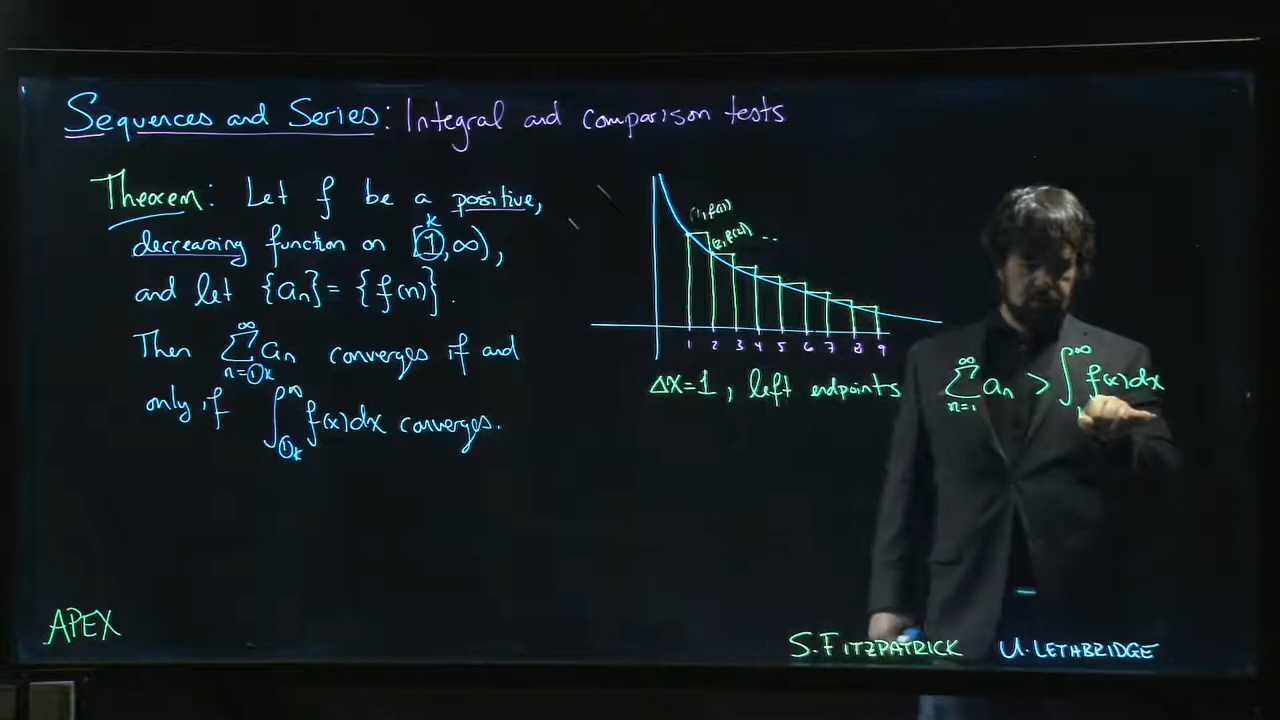 Sequences and Series: Integral and comparison tests
Theorem: Let f be a positive,
k
decreasing function on [1,∞),
and let {aₙ} = {f(n)}.
Then ∞∑n=1k aₙ converges if and
only if ∫1k∞ f(x)dx converges.
(1,f(1))
(2,f(2)) ..
1 2 3 4 5 6 7 8 9
Δx=1, left endpoints
∞∑n=1 aₙ > ∫∞ f(x)dx
APEX
S. FITZPATRICK U. LETHBRIDGE